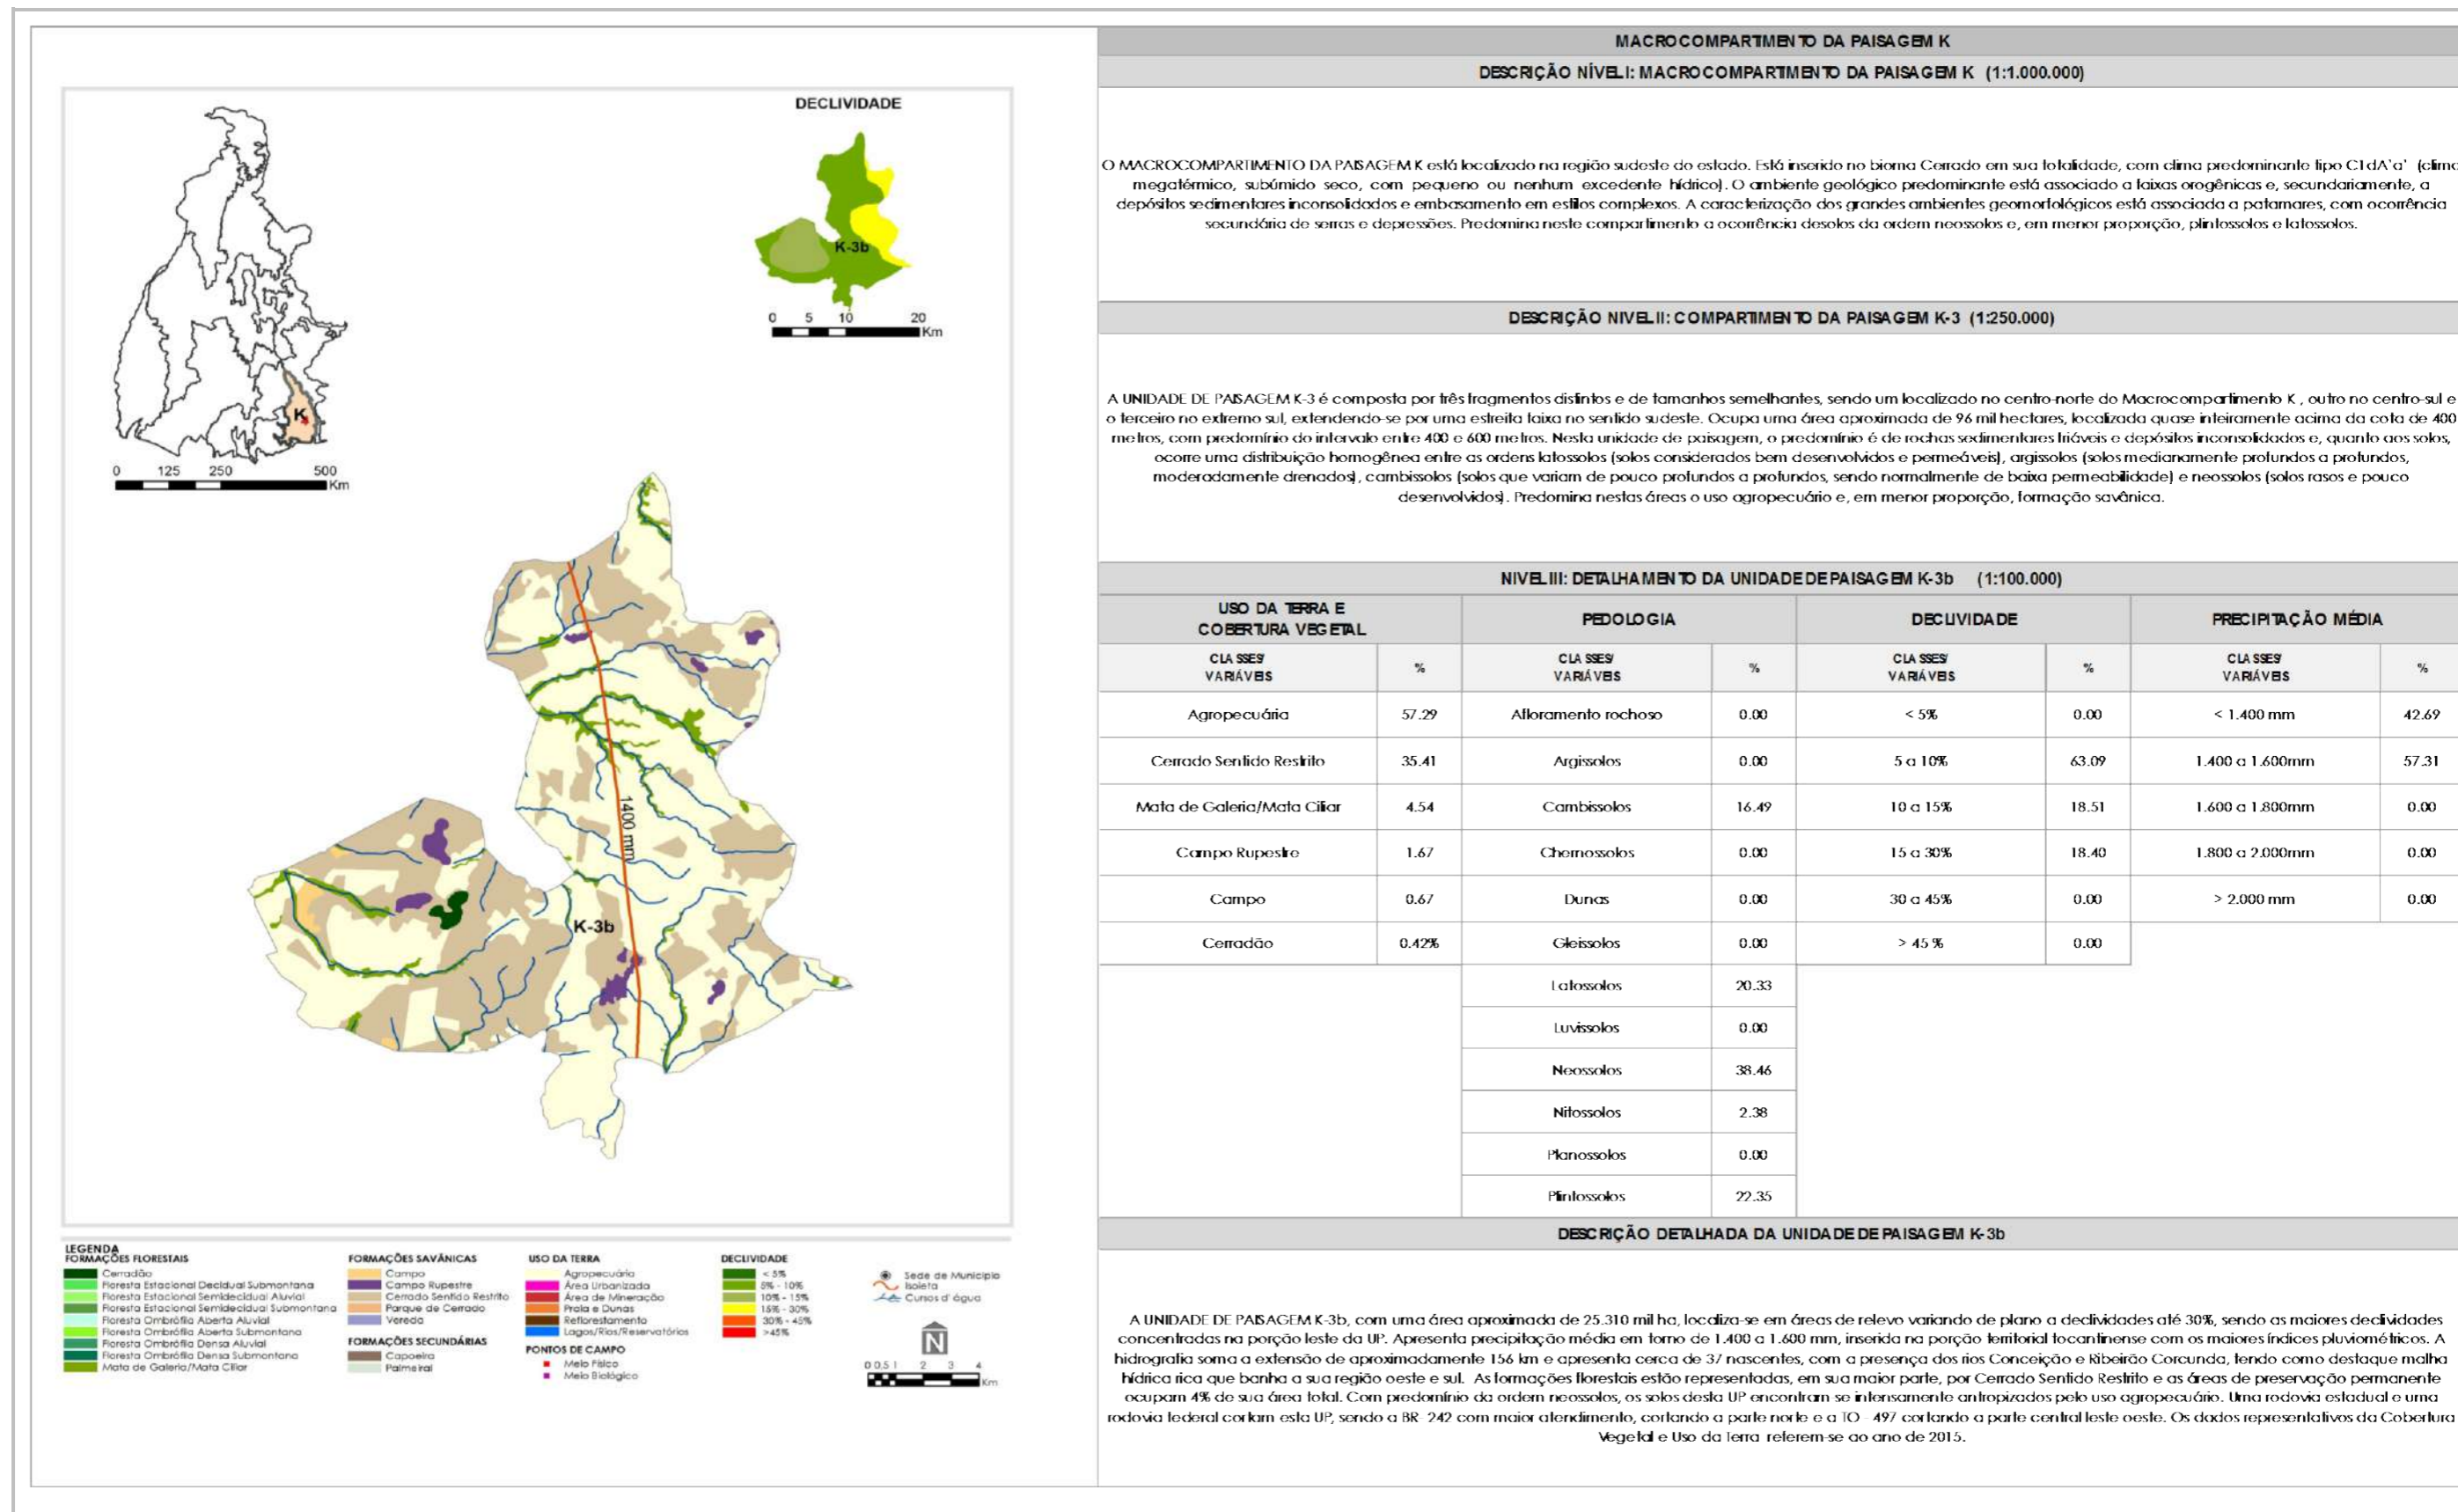 DECLIVIDADE
K-3b
0 5 10 20
Km
K
0 125 250 500
Km
1400 mm
K-3b
LEGENDA
FORMAÇÕES FLORESTAIS
Cerradão
Floresta Estacional Decidual Submontana
Floresta Estacional Semidecidual Aluvial
Floresta Estacional Semidecidual Submontana
Floresta Ombrófila Aberta Aluvial
Floresta Ombrófila Aberta Submontana
Floresta Ombrófila Densa Aluvial
Floresta Ombrófila Densa Submontana
Mata de Galeria/Mata Ciliar
FORMAÇÕES SAVÂNICAS
Campo
Campo Rupestre
Cerrado Sentido Restrito
Parque de Cerrado
Vereda
FORMAÇÕES SECUNDÁRIAS
Capoeira
Palmeiral
USO DA TERRA
Agropecuária
Área Urbanizada
Área de Mineração
Praia e Dunas
Reflorestamento
Lagos/Rios/Reservatórios
PONTOS DE CAMPO
Meio Físico
Meio Biológico
DECLIVIDADE
< 5%
5% - 10%
10% - 15%
15% - 30%
30% - 45%
>45%
Sede de Município
Isoieta
Cursos d' água
N
0 0,5 1 2 3 4
Km
MACROCOMPARTIMENTO DA PAISAGEM K
DESCRIÇÃO NÍVEL I: MACROCOMPARTIMENTO DA PAISAGEM K (1:1.000.000)
O MACROCOMPARTIMENTO DA PAISAGEM K está localizado na região sudeste do estado. Está inserido no bioma Cerrado em sua totalidade, com clima predominante tipo C1dA'a' (clima
megatérmico, subúmido seco, com pequeno ou nenhum excedente hídrico). O ambiente geológico predominante está associado a faixas orogênicas e, secundariamente, a
depósitos sedimentares inconsolidados e embasamento em estilos complexos. A caracterização dos grandes ambientes geomorfológicos está associada a patamares, com ocorrência
secundária de serras e depressões. Predomina neste compartimento a ocorrência desolos da ordem neossolos e, em menor proporção, plintossolos e latossolos.
DESCRIÇÃO NIVEL II: COMPARTIMENTO DA PAISAGEM K-3 (1:250.000)
A UNIDADE DE PAISAGEM K-3 é composta por três fragmentos distintos e de tamanhos semelhantes, sendo um localizado no centro-norte do Macrocompartimento K , outro no centro-sul e
o terceiro no extremo sul, extendendo-se por uma estreita faixa no sentido sudeste. Ocupa uma área aproximada de 96 mil hectares, localizada quase inteiramente acima da cota de 400
metros, com predomínio do intervalo entre 400 e 600 metros. Nesta unidade de paisagem, o predomínio é de rochas sedimentares friáveis e depósitos inconsolidados e, quanto aos solos,
ocorre uma distribuição homogênea entre as ordens latossolos (solos considerados bem desenvolvidos e permeáveis), argissolos (solos medianamente profundos a profundos,
moderadamente drenados), cambissolos (solos que variam de pouco profundos a profundos, sendo normalmente de baixa permeabilidade) e neossolos (solos rasos e pouco
desenvolvidos). Predomina nestas áreas o uso agropecuário e, em menor proporção, formação savânica.
NIVEL III: DETALHAMENTO DA UNIDADE DE PAISAGEM K-3b (1:100.000)
USO DA TERRA E
COBERTURA VEGETAL
PEDOLOGIA
DECLIVIDADE
PRECIPITAÇÃO MÉDIA
CLASSES/
VARIÁVEIS
%
CLASSES/
VARIÁVEIS
%
CLASSES/
VARIÁVEIS
%
CLASSES/
VARIÁVEIS
%
Agropecuária 57.29 Afloramento rochoso 0.00 < 5% 0.00 < 1.400 mm 42.69
Cerrado Sentido Restrito 35.41 Argissolos 0.00 5 a 10% 63.09 1.400 a 1.600mm 57.31
Mata de Galeria/Mata Ciliar 4.54 Cambissolos 16.49 10 a 15% 18.51 1.600 a 1.800mm 0.00
Campo Rupestre 1.67 Chernossolos 0.00 15 a 30% 18.40 1.800 a 2.000mm 0.00
Campo 0.67 Dunas 0.00 30 a 45% 0.00 > 2.000 mm 0.00
Cerradão 0.42% Gleissolos 0.00 > 45 % 0.00
Latossolos 20.33
Luvissolos 0.00
Neossolos 38.46
Nitossolos 2.38
Planossolos 0.00
Plintossolos 22.35
DESCRIÇÃO DETALHADA DA UNIDADE DE PAISAGEM K-3b
A UNIDADE DE PAISAGEM K-3b, com uma área aproximada de 25.310 mil ha, localiza-se em áreas de relevo variando de plano a declividades até 30%, sendo as maiores declividades
concentradas na porção leste da UP. Apresenta precipitação média em torno de 1.400 a 1.600 mm, inserida na porção territorial tocantinense com os maiores índices pluviométricos. A
hidrografia soma a extensão de aproximadamente 156 km e apresenta cerca de 37 nascentes, com a presença dos rios Conceição e Ribeirão Corcunda, tendo como destaque malha
hídrica rica que banha a sua região oeste e sul. As formações florestais estão representadas, em sua maior parte, por Cerrado Sentido Restrito e as áreas de preservação permanente
ocupam 4% de sua área total. Com predomínio da ordem neossolos, os solos desta UP encontram-se intensamente antropizados pelo uso agropecuário. Uma rodovia estadual e uma
rodovia federal cortam esta UP, sendo a BR- 242 com maior atendimento, cortando a parte norte e a TO - 497 cortando a parte central leste oeste. Os dados representativos da Cobertura
Vegetal e Uso da Terra referem-se ao ano de 2015.